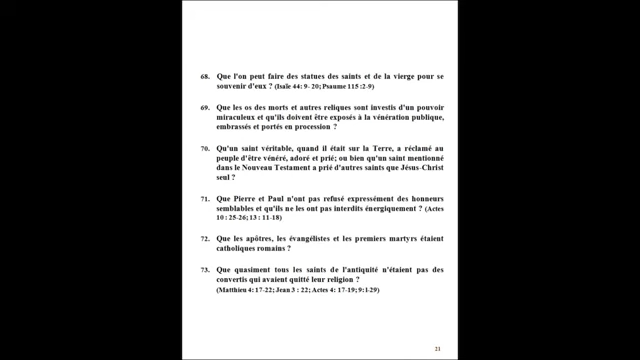 68. Que l'on peut faire des statues des saints et de la vierge pour se
souvenir d'eux ? (Isaïe 44: 9- 20; Psaume 115 :2-9)
69. Que les os des morts et autres reliques sont investis d'un pouvoir
miraculeux et qu'ils doivent être exposés à la vénération publique,
embrassés et portés en procession ?
70. Qu'un saint véritable, quand il était sur la Terre, a réclamé au
peuple d'être vénéré, adoré et prié; ou bien qu'un saint mentionné
dans le Nouveau Testament a prié d'autres saints que Jésus-Christ
seul ?
71. Que Pierre et Paul n'ont pas refusé expressément des honneurs
semblables et qu'ils ne les ont pas interdits énergiquement ? (Actes
10 : 25-26; 13 : 11-18)
72. Que les apôtres, les évangélistes et les premiers martyrs étaient
catholiques romains ?
73. Que quasiment tous les saints de l'antiquité n'étaient pas des
convertis qui avaient quitté leur religion ?
(Matthieu 4: 17-22; Jean 3 : 22; Actes 4: 17-19; 9:1-29)
21